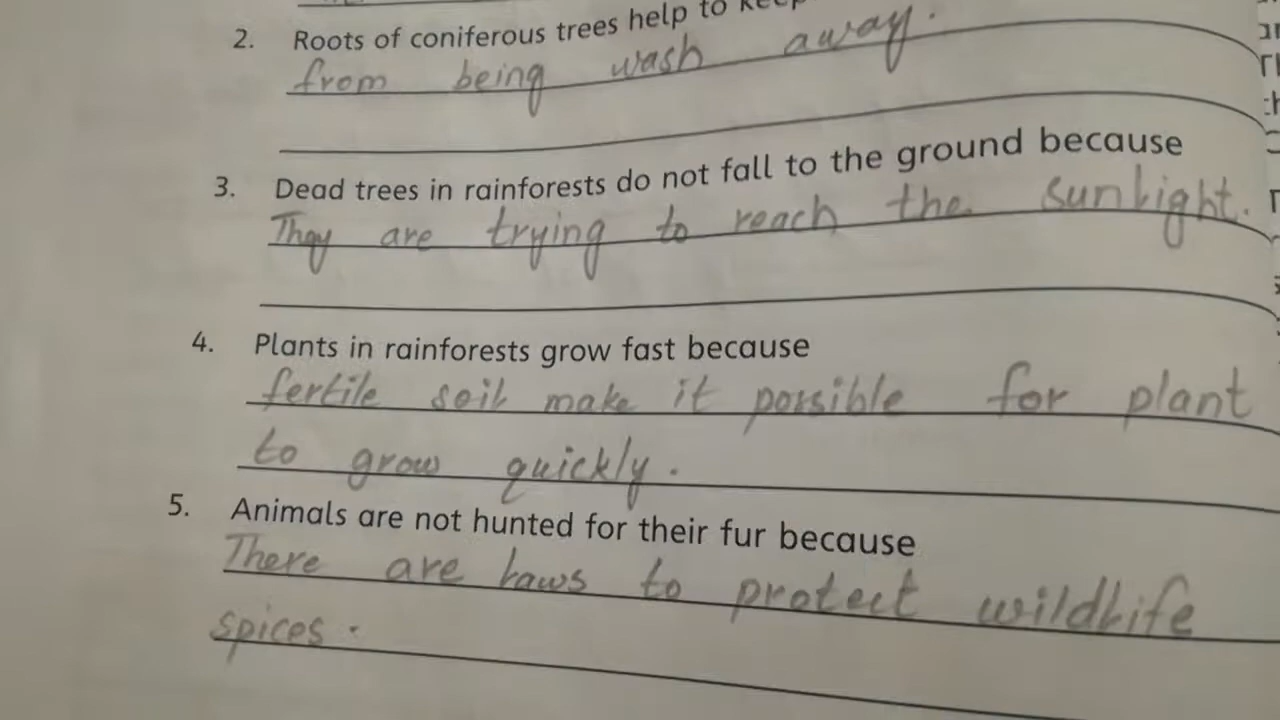 2. Roots of coniferous trees help to keep
from being wash away.
3. Dead trees in rainforests do not fall to the ground because
They are trying to reach the sunlight.
4. Plants in rainforests grow fast because
fertile soil make it possible for plant
to grow quickly.
5. Animals are not hunted for their fur because
There are laws to protect wildlife
spices.